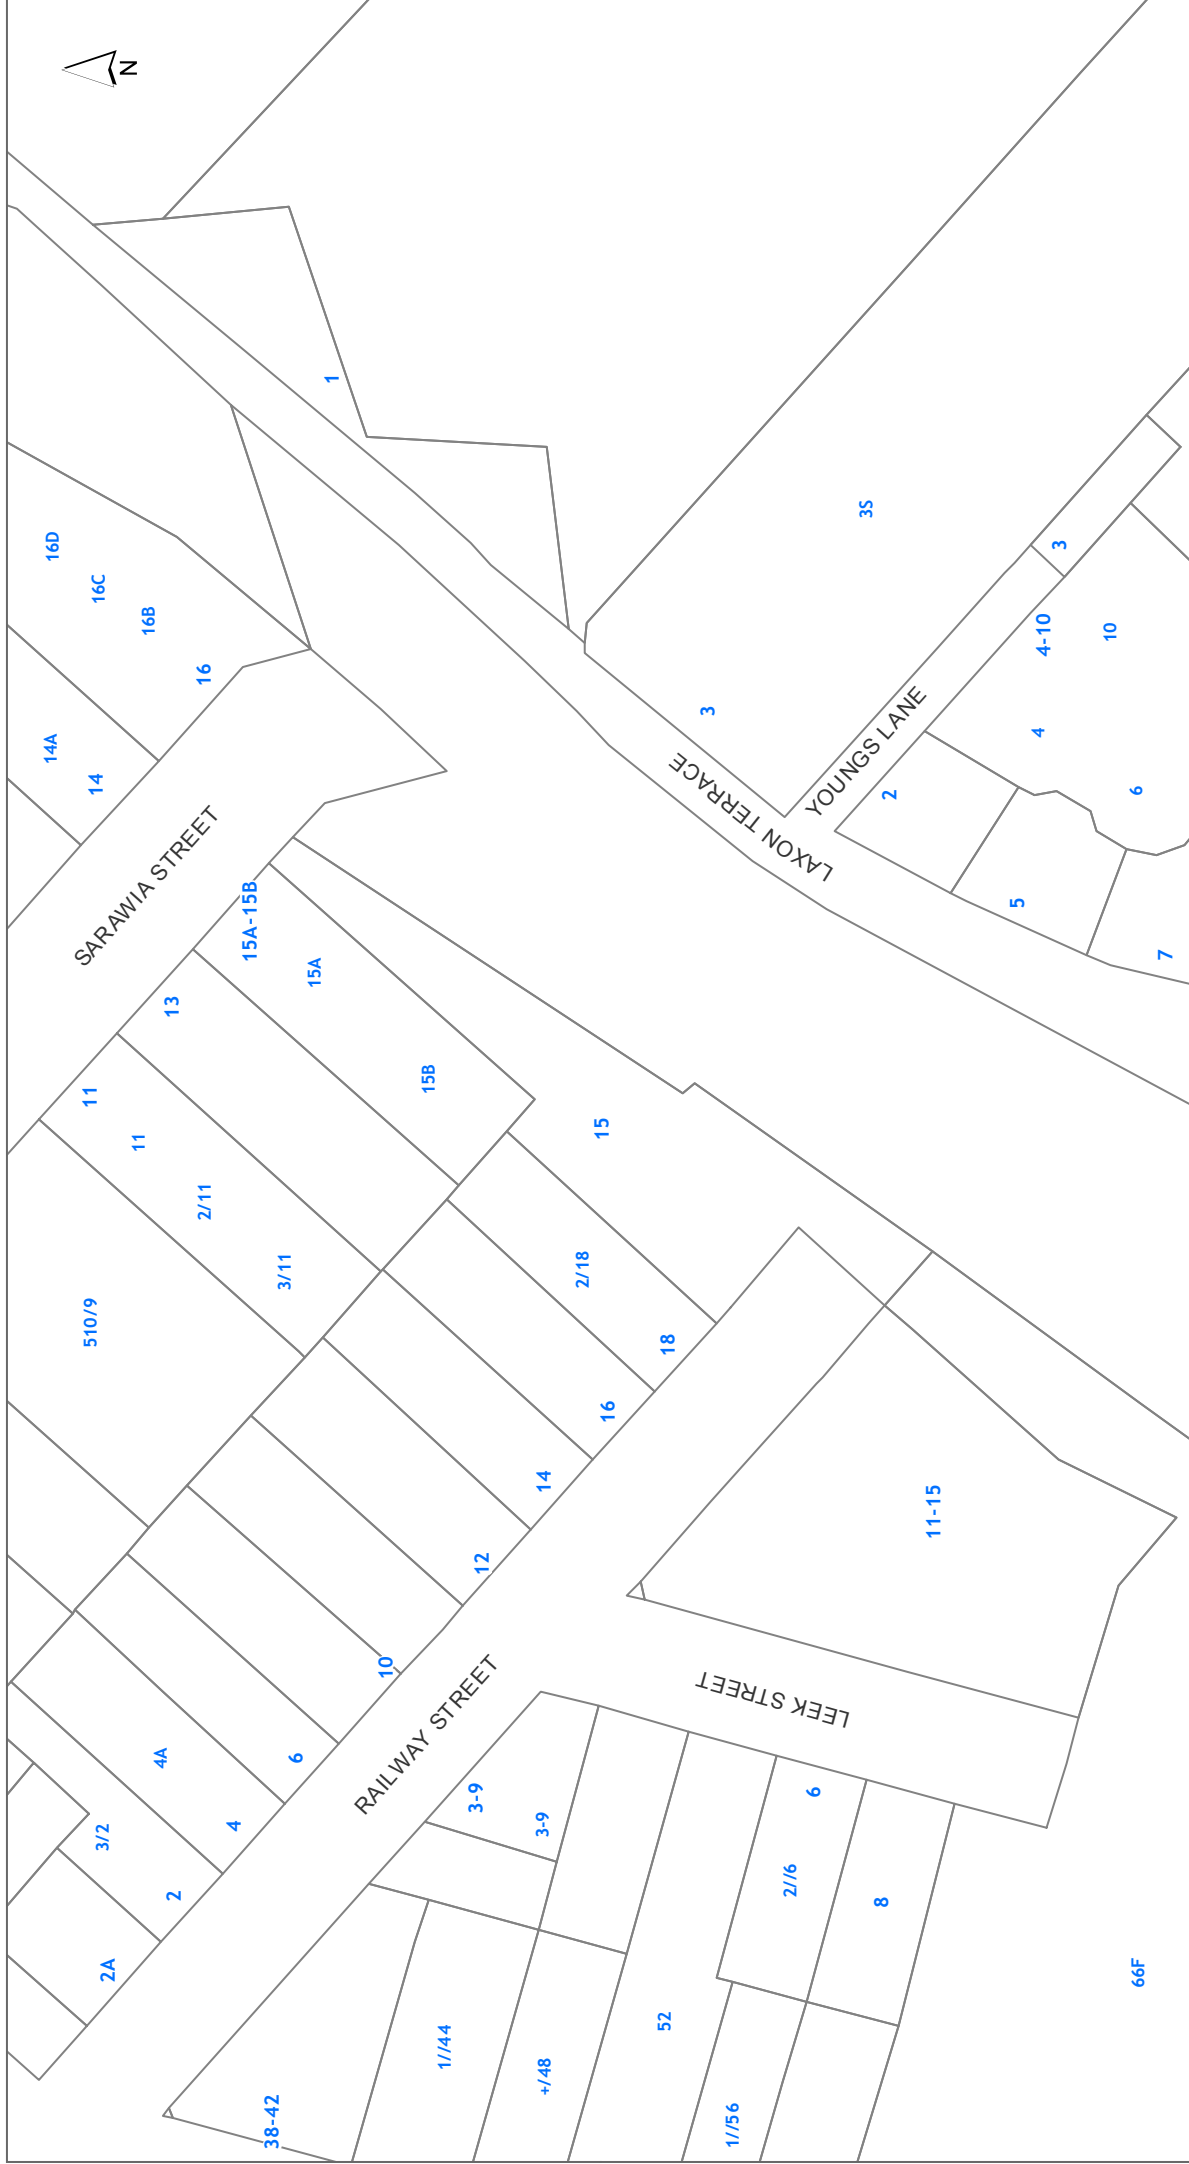 N
16D
16C
16B
16
14A
14
SARAWIA STREET
15A-15B
15A
15B
13
11
11
2/11
3/11
510/9
15
2/18
18
16
14
12
10
6
4A
4
3/2
2
2A
RAILWAY STREET
1
3S
3
LAXON TERRACE
YOUNGS LANE
3
4-10
10
4
6
2
5
7
11-15
LEEK STREET
3-9
3-9
6
2//6
8
66F
52
1//44
+/48
1//56
38-42